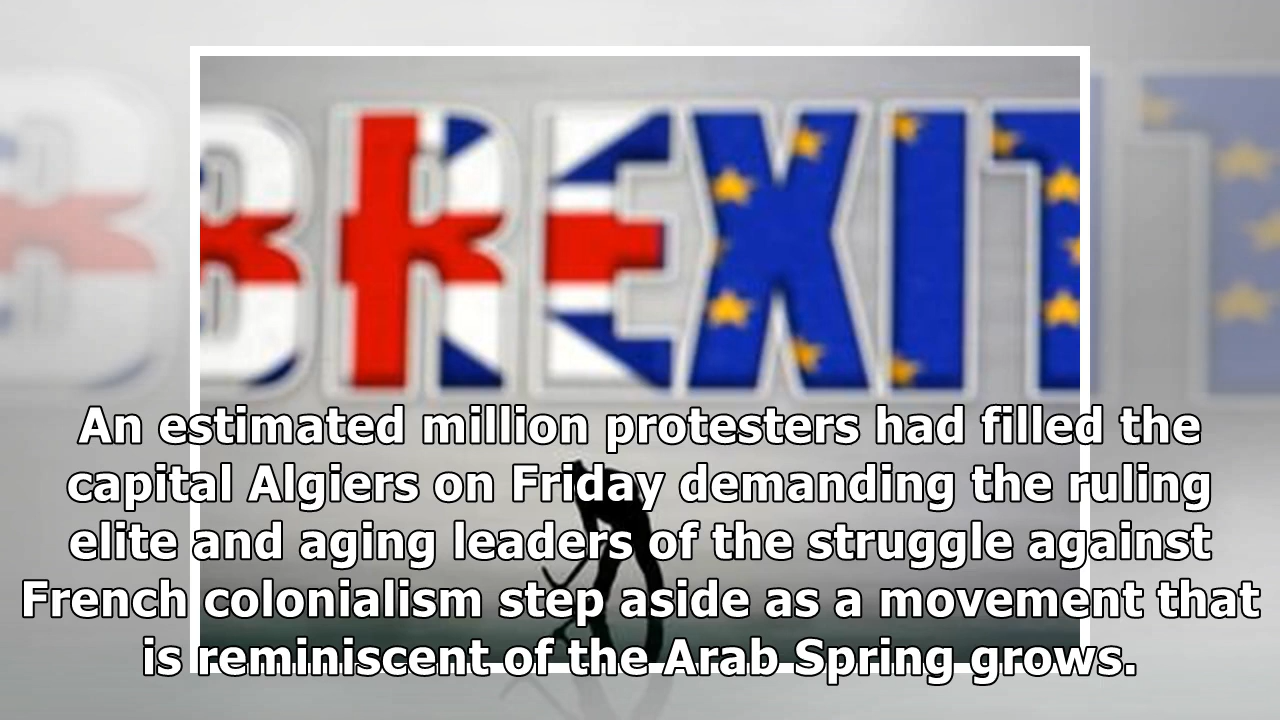 BREXIT
An estimated million protesters had filled the
capital Algiers on Friday demanding the ruling
elite and aging leaders of the struggle against
French colonialism step aside as a movement that
is reminiscent of the Arab Spring grows.